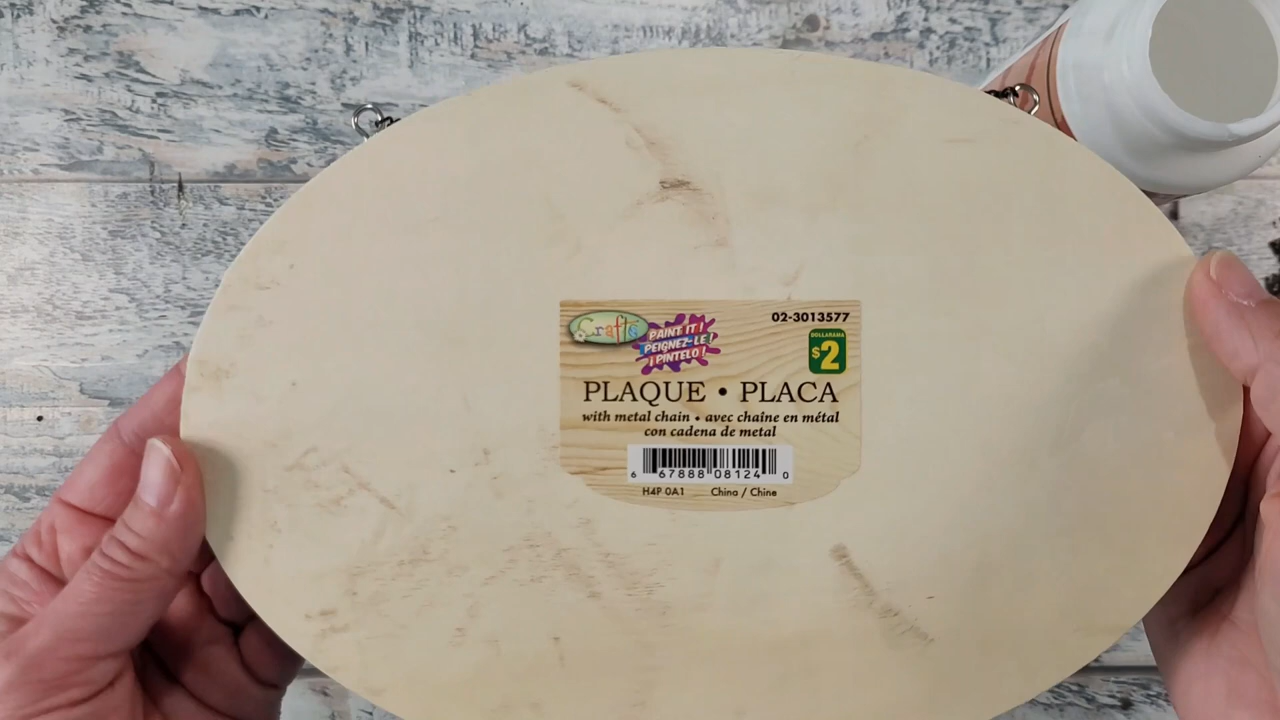 Crafts
PAINT IT!
PEIGNEZ-LE!
¡PINTELO!
02-3013577
DOLLARAMA
$2
PLAQUE • PLACA
with metal chain • avec chaîne en métal
con cadena de metal
6 67888 08124 0
H4P 0A1 China / Chine